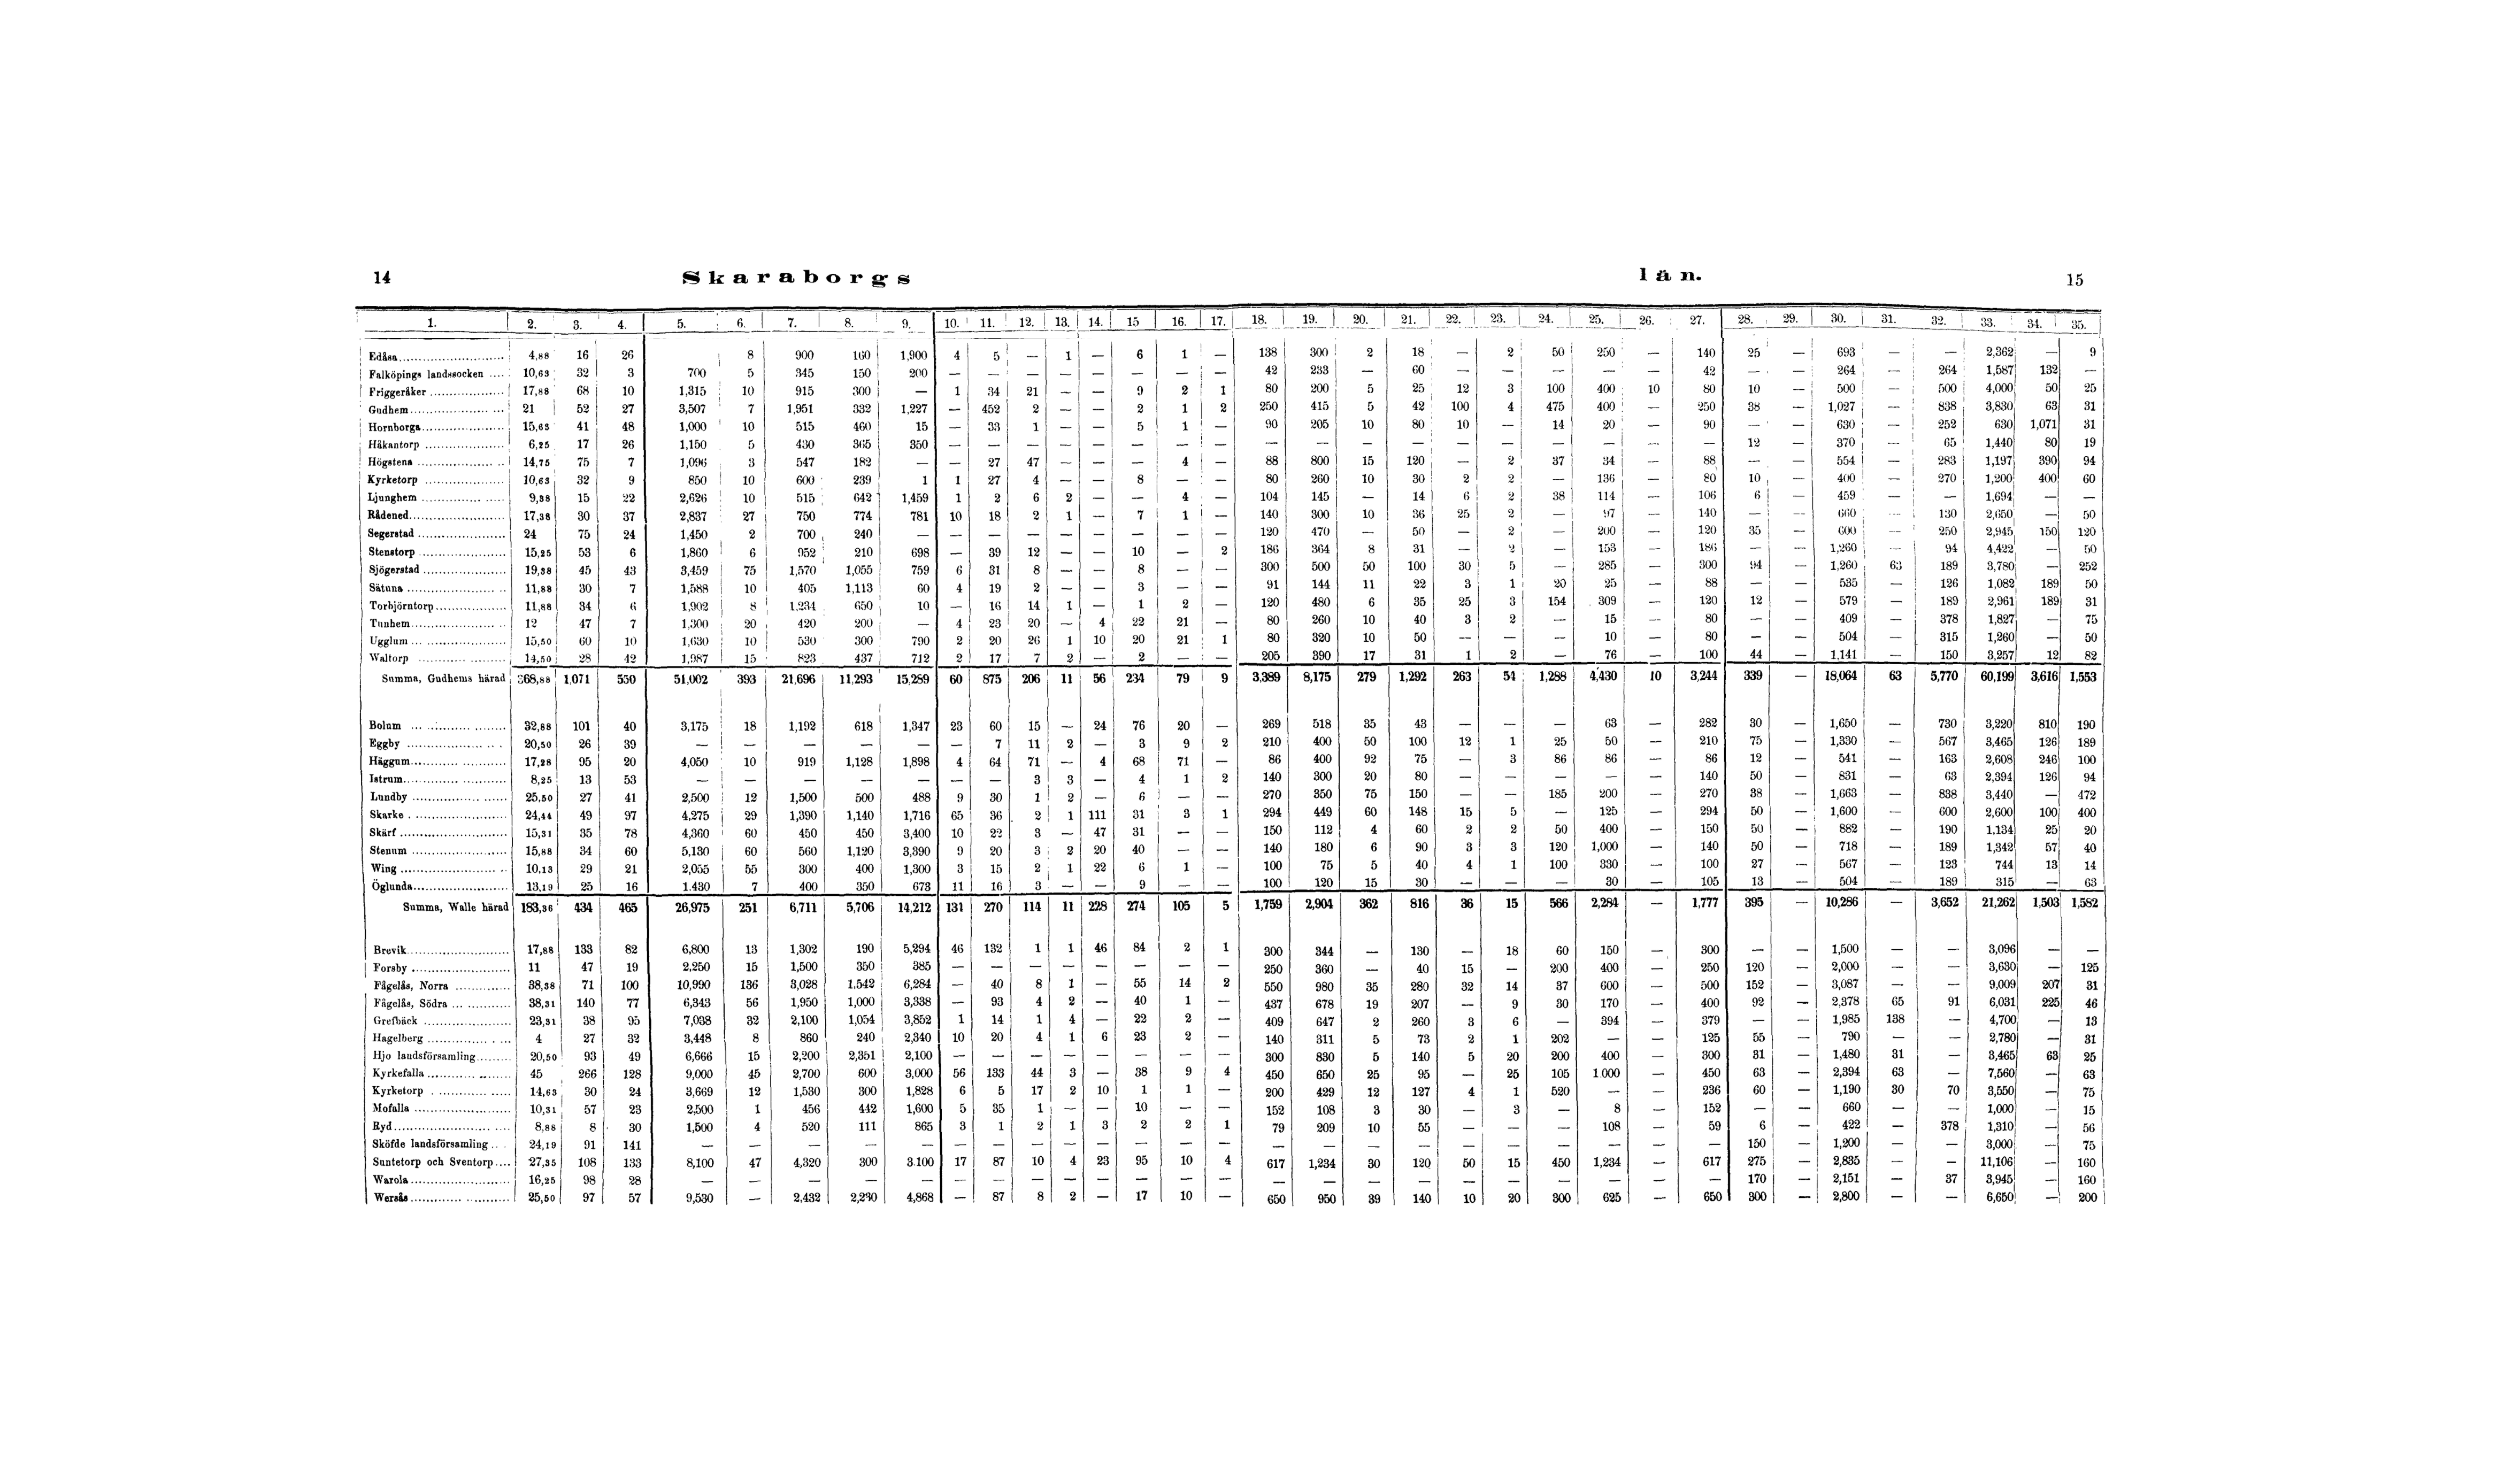 14 Skaraborgs län. 15
1. 2. 3. 4. 5. 6. 7. 8. 9. 10. 11. 12. 13. 14. 15 16. 17. 18. 19. 20. 21. 22. 23. 24. 25. 26. 27. 28. 29. 30. 31. 32. 33. 34. 35.
Edåsa 4,88 16 26 8 900 160 1,900 4 5 — 1 — 6 1 — 138 300 2 18 — 2 50 250 — 140 25 — 693 — — 2,362 — 9
Falköpings landssocken 10,63 32 3 700 5 345 150 200 — — — — — — — — 42 233 — 60 — — — — — 42 — — 264 — 264 1,587 132 —
Friggeråker 17,88 68 10 1,315 10 915 300 — 1 34 21 — — 9 2 1 80 200 5 25 12 3 100 400 10 80 10 — 500 — 500 4,000 50 25
Gudhem 21 52 27 3,507 7 1,951 332 1,227 — 452 2 — — 2 1 2 250 415 5 42 100 4 475 400 — 250 38 — 1,027 — 838 3,830 63 31
Hornborga 15,63 41 48 1,000 10 515 460 15 — 33 1 — — 5 1 — 90 205 10 80 10 — 14 20 — 90 — — 630 — 252 630 1,071 31
Håkantorp 6,25 17 26 1,150 5 430 365 350 — — — — — — — — — — — — — — — — — — 12 — 370 — 65 1,440 80 19
Högstena 14,75 75 7 1,096 3 547 182 — — 27 47 — — — 4 — 88 800 15 120 — 2 37 34 — 88 — — 554 — 283 1,197 390 94
Kyrketorp 10,63 32 9 850 10 600 239 1 1 27 4 — — 8 — — 80 260 10 30 2 2 — 136 — 80 10 — 400 — 270 1,200 400 60
Ljunghem 9,38 15 22 2,626 10 515 642 1,459 1 2 6 2 — — 4 — 104 145 — 14 6 2 38 114 — 106 6 — 459 — — 1,694 — —
Rådened 17,38 30 37 2,837 27 750 774 781 10 18 2 1 — 7 1 — 140 300 10 36 25 2 — 97 — 140 — — 660 — 130 2,650 — 50
Segerstad 24 75 24 1,450 2 700 240 — — — — — — — — — 120 470 — 50 — 2 — 200 — 120 35 — 600 — 250 2,945 150 120
Stenstorp 15,25 53 6 1,860 6 952 210 698 — 39 12 — — 10 — 2 186 364 8 31 — 2 — 153 — 186 — — 1,260 — 94 4,422 — 50
Sjögerstad 19,38 45 43 3,459 75 1,570 1,055 759 6 31 8 — — 8 — — 300 500 50 100 30 5 — 285 — 300 94 — 1,260 63 189 3,780 — 252
Sätuna 11,88 30 7 1,588 10 405 1,113 60 4 19 2 — — 3 — — 91 144 11 22 3 1 20 25 — 88 — — 535 — 126 1,082 189 50
Torbjörntorp 11,88 34 6 1,902 8 1,234 650 10 — 16 14 1 — 1 2 — 120 480 6 35 25 3 154 309 — 120 12 — 579 — 189 2,961 189 31
Tunhem 12 47 7 1,300 20 420 200 — 4 23 20 — 4 22 21 — 80 260 10 40 3 2 — 15 — 80 — — 409 — 378 1,827 — 75
Ugglum 15,50 60 10 1,630 10 530 300 790 2 20 26 1 10 20 21 1 80 320 10 50 — — — 10 — 80 — — 504 — 315 1,260 — 50
Waltorp 14,50 28 42 1,987 15 823 437 712 2 17 7 2 — 2 — — 205 390 17 31 1 2 — 76 — 100 44 — 1,141 — 150 3,257 12 82
Summa, Gudhems härad 368,88 1,071 550 51,002 393 21,696 11,293 15,289 60 875 206 11 56 234 79 9 3,389 8,175 279 1,292 263 54 1,288 4,430 10 3,244 339 — 18,064 63 5,770 60,199 3,616 1,553
Bolum 32,88 101 40 3,175 18 1,192 618 1,347 23 60 15 — 24 76 20 — 269 518 35 43 — — — 63 — 282 30 — 1,650 — 730 3,220 810 190
Eggby 20,50 26 39 — — — — — — 7 11 2 — 3 9 2 210 400 50 100 12 1 25 50 — 210 75 — 1,330 — 567 3,465 126 189
Häggum 17,28 95 20 4,050 10 919 1,128 1,898 4 64 71 — 4 68 71 — 86 400 92 75 — 3 86 86 — 86 12 — 541 — 163 2,608 246 100
Istrum 8,25 13 53 — — — — — — — 3 3 — 4 1 2 140 300 20 80 — — — — — 140 50 — 831 — 63 2,394 126 94
Lundby 25,50 27 41 2,500 12 1,500 500 488 9 30 1 2 — 6 — — 270 350 75 150 — — 185 200 — 270 38 — 1,663 — 838 3,440 — 472
Skarke 24,44 49 97 4,275 29 1,390 1,140 1,716 65 36 2 1 111 31 3 1 294 449 60 148 15 5 — 125 — 294 50 — 1,600 — 600 2,600 100 400
Skärf 15,31 35 78 4,360 60 450 450 3,400 10 22 3 — 47 31 — — 150 112 4 60 2 2 50 400 — 150 50 — 882 — 190 1.134 25 20
Stenum 15,88 34 60 5,130 60 560 1,120 3,390 9 20 3 2 20 40 — — 140 180 6 90 3 3 120 1,000 — 140 50 — 718 — 189 1,342 57 40
Wing 10,13 29 21 2,055 55 300 400 1,300 3 15 2 1 22 6 1 — 100 75 5 40 4 1 100 330 — 100 27 — 567 — 123 744 13 14
Öglunda 13,19 25 16 1.430 7 400 350 673 11 16 3 — — 9 — — 100 120 15 30 — — — 30 — 105 13 — 504 — 189 315 — 63
Summa, Walle härad 183,36 434 465 26,975 251 6,711 5,706 14,212 131 270 114 11 228 274 105 5 1,759 2,904 362 816 36 15 566 2,284 — 1,777 395 — 10,286 — 3,652 21,262 1,503 1,582
Brevik 17,88 133 82 6,800 13 1,302 190 5,294 46 132 1 1 46 84 2 1 300 344 — 130 — 18 60 150 — 300 — — 1,500 — — 3,096 — —
Forsby 11 47 19 2,250 15 1,500 350 385 — — — — — — — — 250 360 — 40 15 — 200 400 — 250 120 — 2,000 — — 3,630 — 125
Fågelås, Norra 38,38 71 100 10,990 136 3,028 1.542 6,284 — 40 8 1 — 55 14 2 550 980 35 280 32 14 37 600 — 500 152 — 3,087 — — 9,009 207 31
Fågelås, Södra 38,31 140 77 6,343 56 1,950 1,000 3,338 — 93 4 2 — 40 1 — 437 678 19 207 — 9 30 170 — 400 92 — 2,378 65 91 6,031 225 46
Grefbäck 23,31 38 95 7,038 32 2,100 1,054 3,852 1 14 1 4 — 22 2 — 409 647 2 260 3 6 — 394 — 379 — — 1,985 138 — 4,700 — 13
Hagelberg 4 27 32 3,448 8 860 240 2,340 10 20 4 1 6 23 2 — 140 311 5 73 2 1 202 — — 125 55 — 790 — — 2,780 — 31
Hjo landsförsamling 20,50 93 49 6,666 15 2,200 2,351 2,100 — — — — — — — — 300 830 5 140 5 20 200 400 — 300 31 — 1,480 31 — 3,465 63 25
Kyrkefalla 45 266 128 9,000 45 2,700 600 3,000 56 133 44 3 — 38 9 4 450 650 25 95 — 25 105 1 000 — 450 63 — 2,394 63 — 7,560 — 63
Kyrketorp 14,63 30 24 3,669 12 1,530 300 1,828 6 5 17 2 10 1 1 — 200 429 12 127 4 1 520 — — 236 60 — 1,190 30 70 3,550 — 75
Mofalla 10,31 57 23 2,500 1 456 442 1,600 5 35 1 — — 10 — — 152 108 3 30 — 3 — 8 — 152 — — 660 — — 1,000 — 15
Ryd 8,88 8 30 1,500 4 520 111 865 3 1 2 1 3 2 2 1 79 209 10 55 — — — 108 — 59 6 — 422 — 378 1,310 — 56
Sköfde landsförsamling 24,19 91 141 — — — — — — — — — — — — — — — — — — — — — — — 150 — 1,200 — — 3,000 — 75
Suntetorp och Sventorp 27,35 108 133 8,100 47 4,320 300 3.100 17 87 10 4 23 95 10 4 617 1,234 30 120 50 15 450 1,234 — 617 275 — 2,835 — — 11,106 — 160
Warola 16,25 98 28 — — — — — — — — — — — — — — — — — — — — — — — 170 — 2,151 — 37 3,945 — 160
Wersås 25,50 97 57 9,530 — 2,432 2,230 4,868 — 87 8 2 — 17 10 — 650 950 39 140 10 20 300 625 — 650 300 — 2,800 — — 6,650 — 200